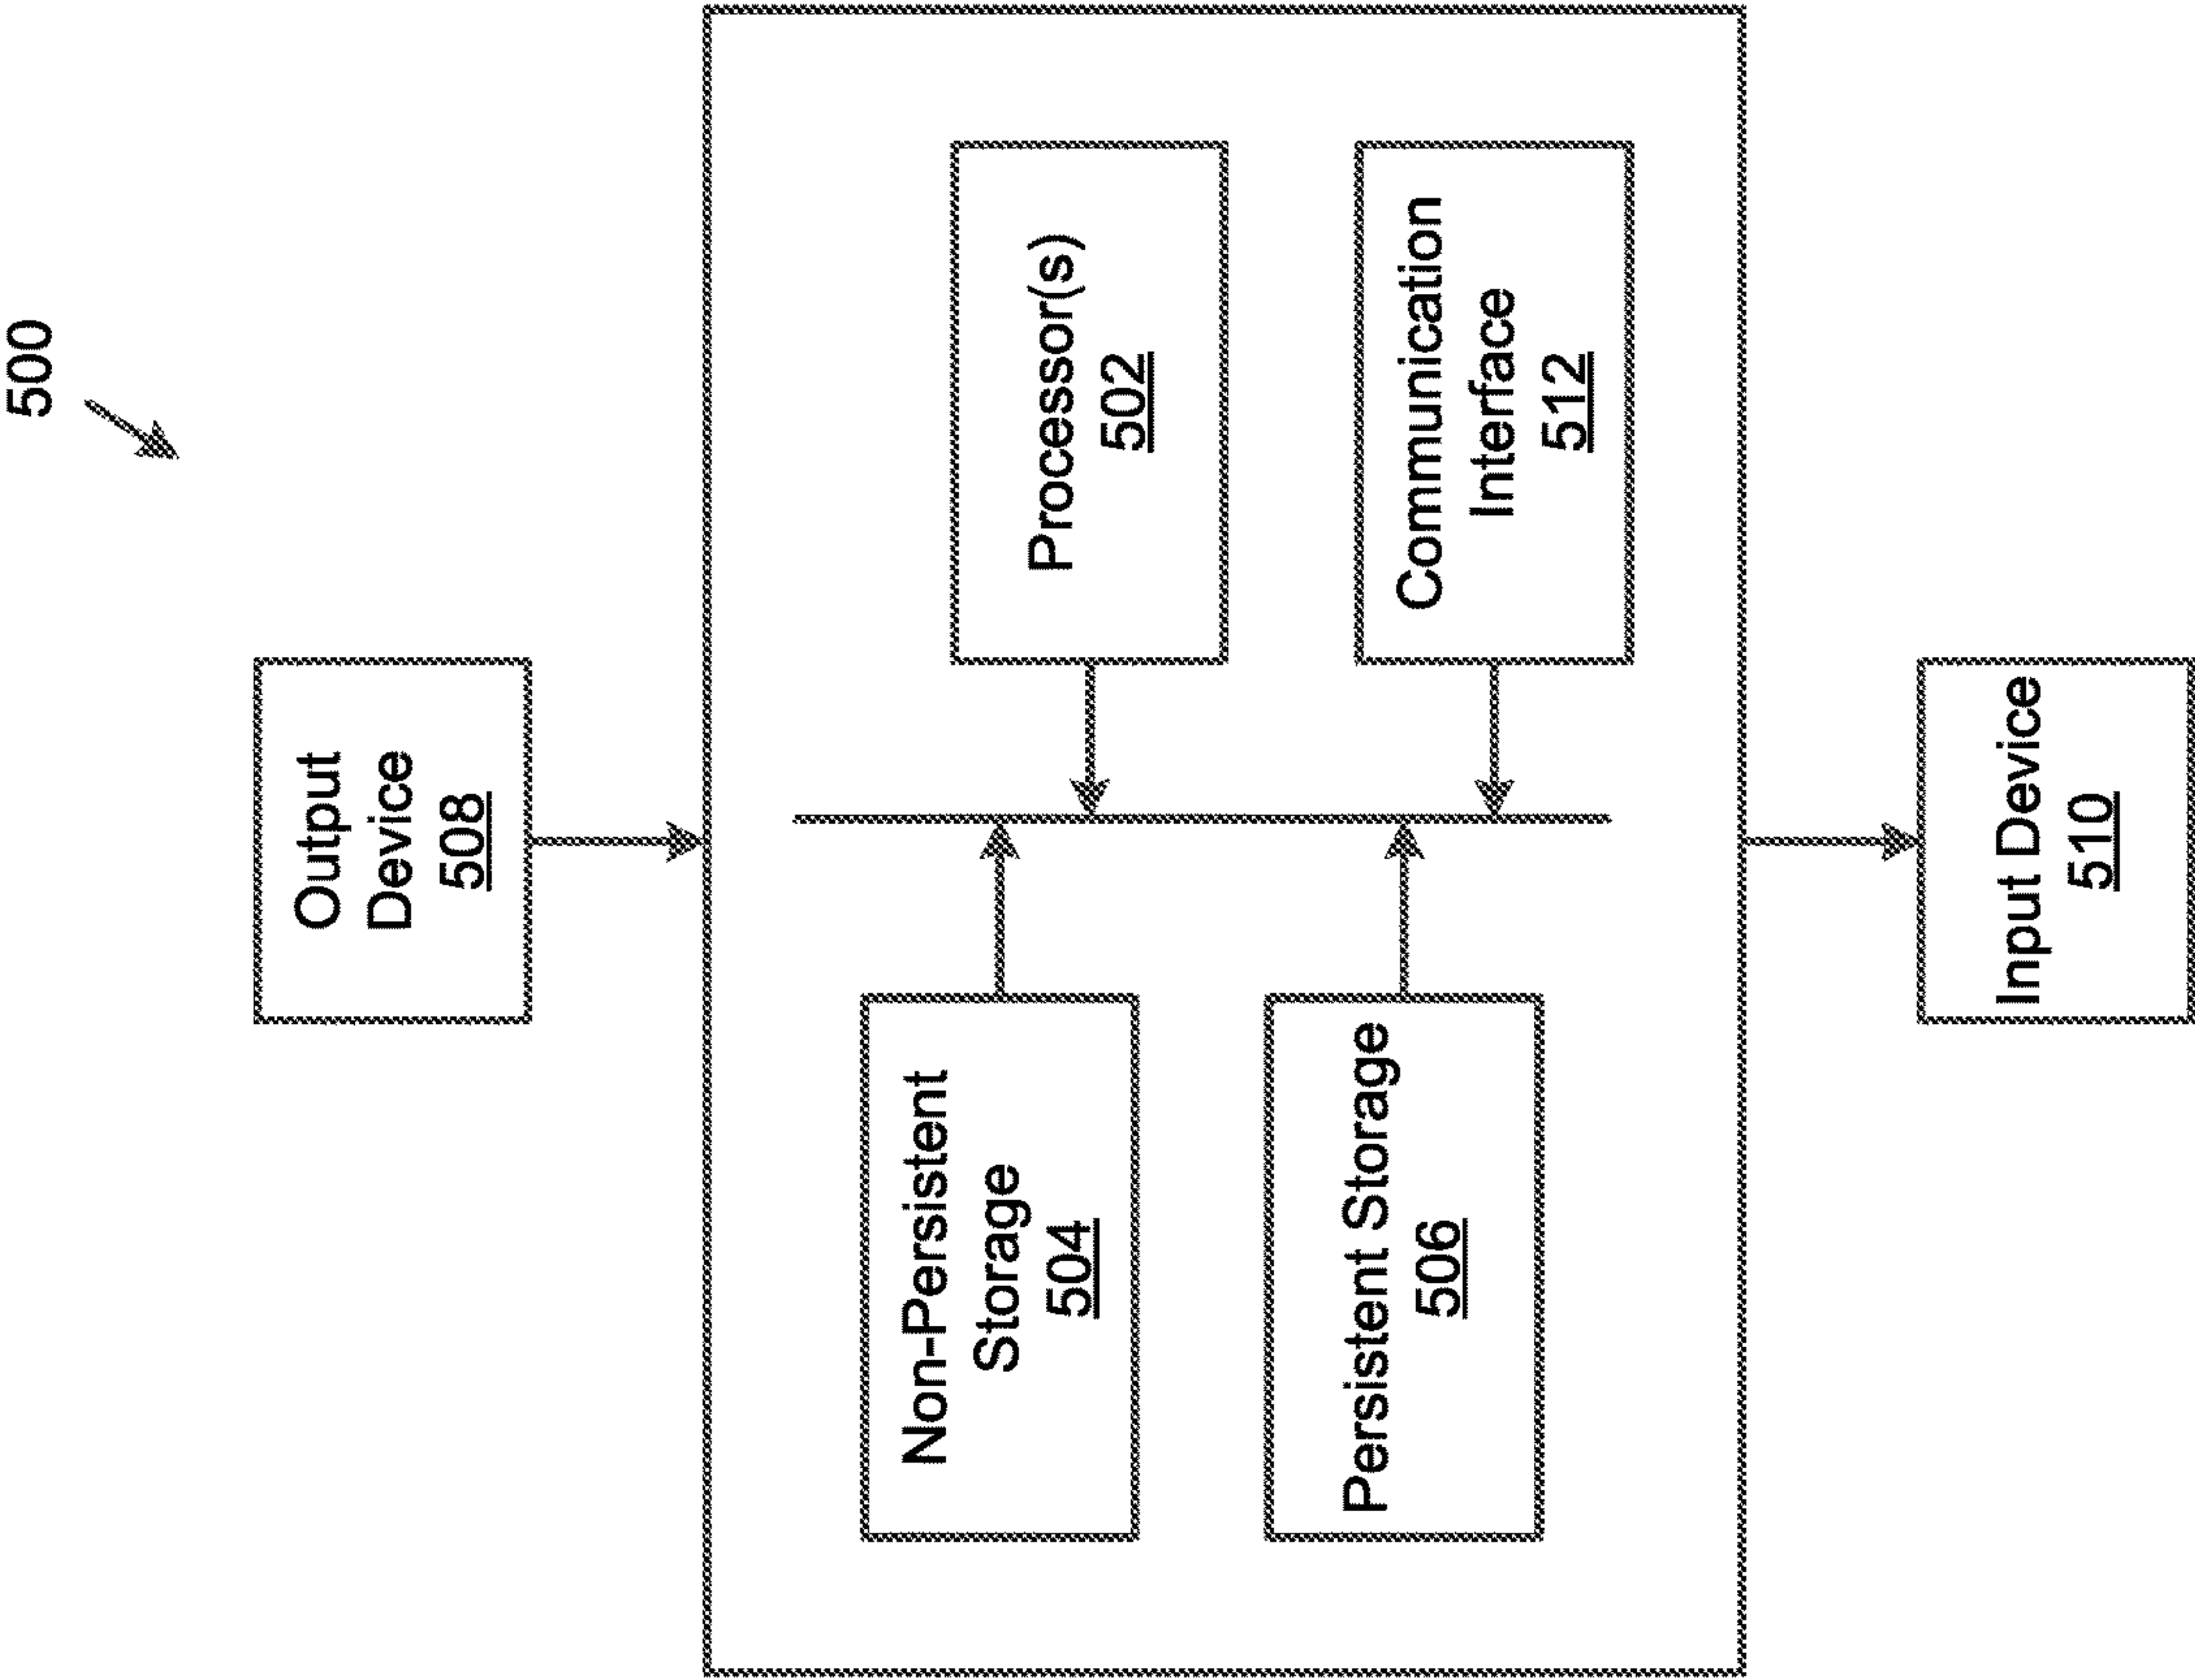 500
Output
Device
508
Processor(s)
502
Non-Persistent
Storage
504
Communication
Interface
512
Persistent Storage
506
Input Device
510